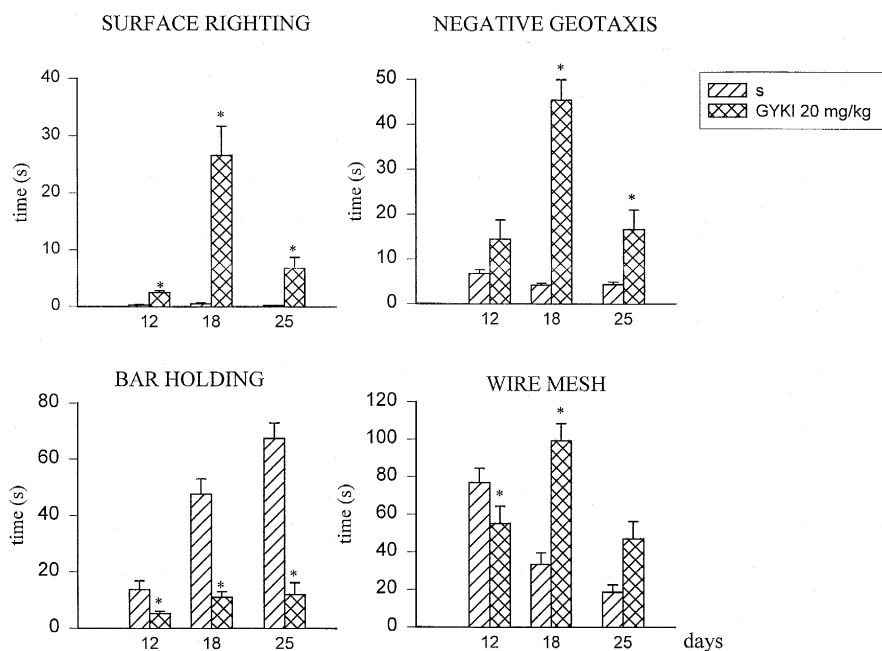 SURFACE RIGHTING
time (s)
40
30
20
10
0
*
*
*
12 18 25
NEGATIVE GEOTAXIS
time (s)
50
40
30
20
10
0
*
*
12 18 25
s
GYKI 20 mg/kg
BAR HOLDING
time (s)
80
60
40
20
0
*
*
*
12 18 25
WIRE MESH
time (s)
120
100
80
60
40
20
0
*
*
12 18 25 days